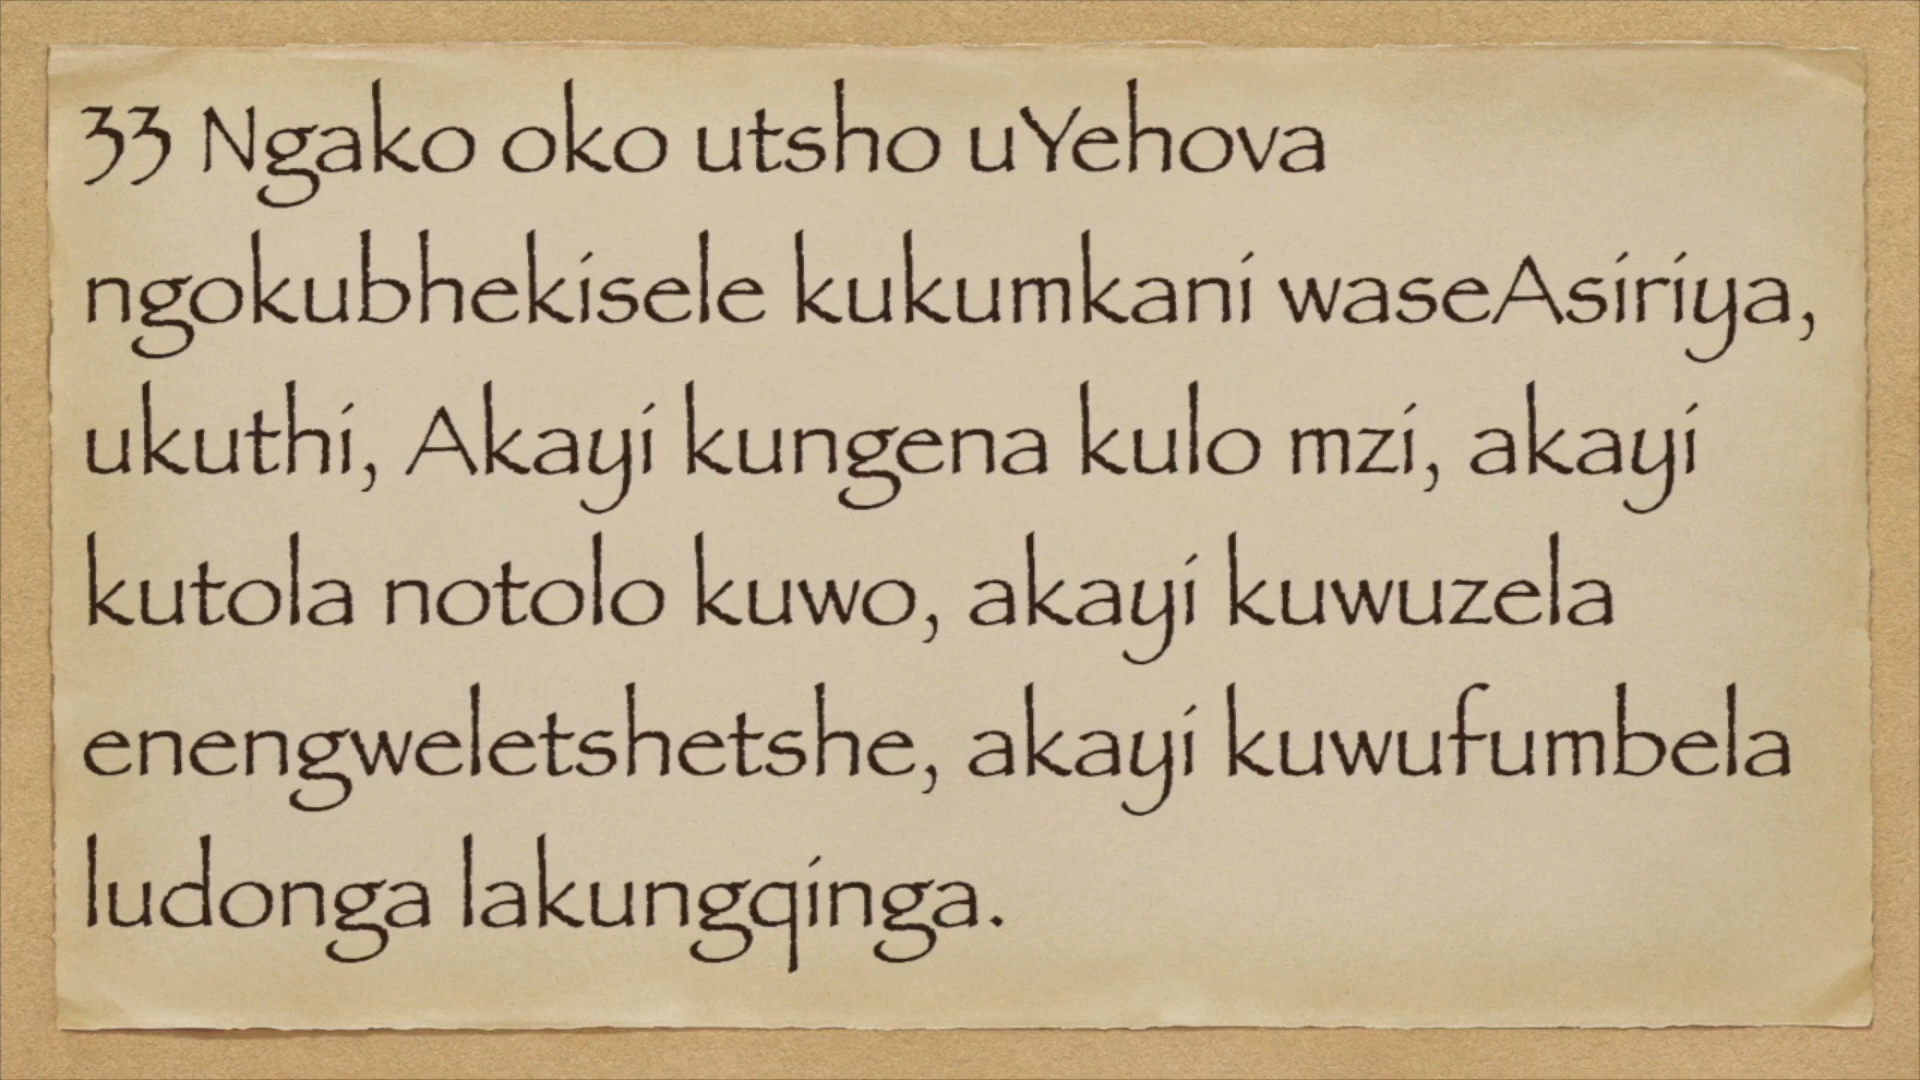 33 Ngako oko utsho uYehova
ngokubhekisele kukumkani waseAsiriya,
ukuthi, Akayi kungena kulo mzi, akayi
kutola notolo kuwo, akayi kuwuzela
enengweletshetshe, akayi kuwufumbela
ludonga lakungqinga.